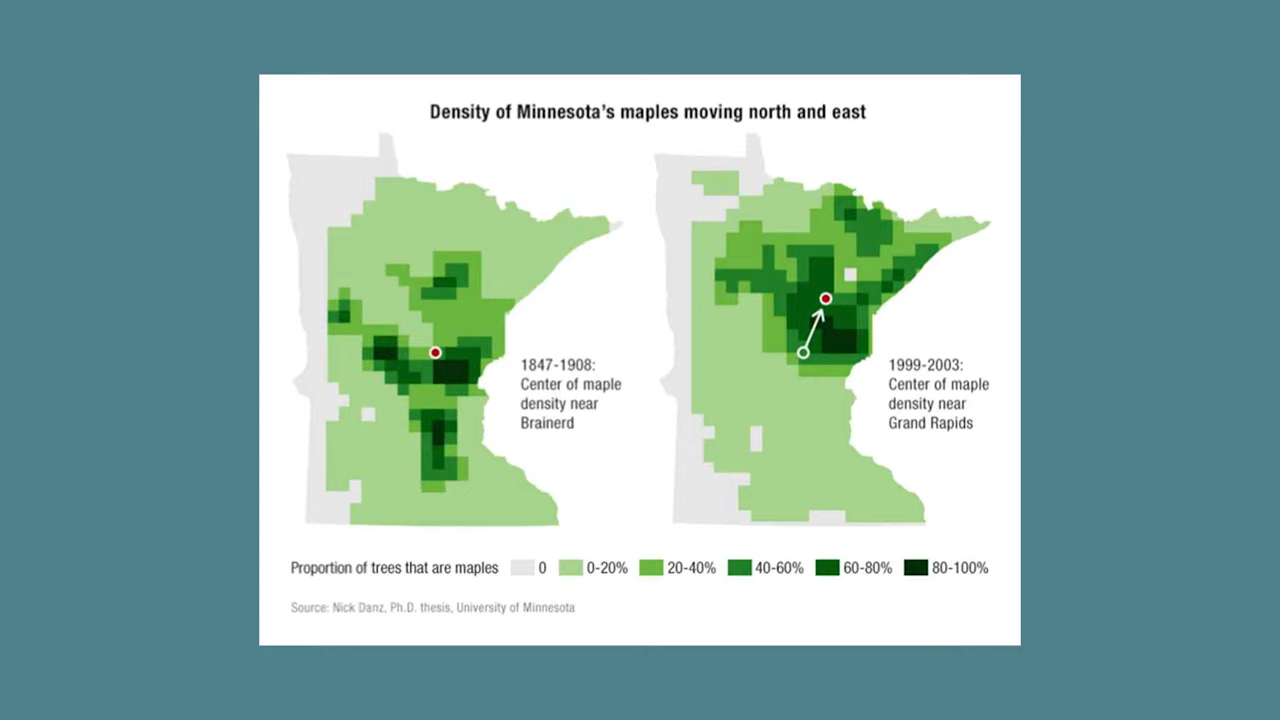 Density of Minnesota's maples moving north and east
1847-1908:
Center of maple
density near
Brainerd
1999-2003:
Center of maple
density near
Grand Rapids
Proportion of trees that are maples 0 0-20% 20-40% 40-60% 60-80% 80-100%
Source: Nick Danz, Ph.D. thesis, University of Minnesota